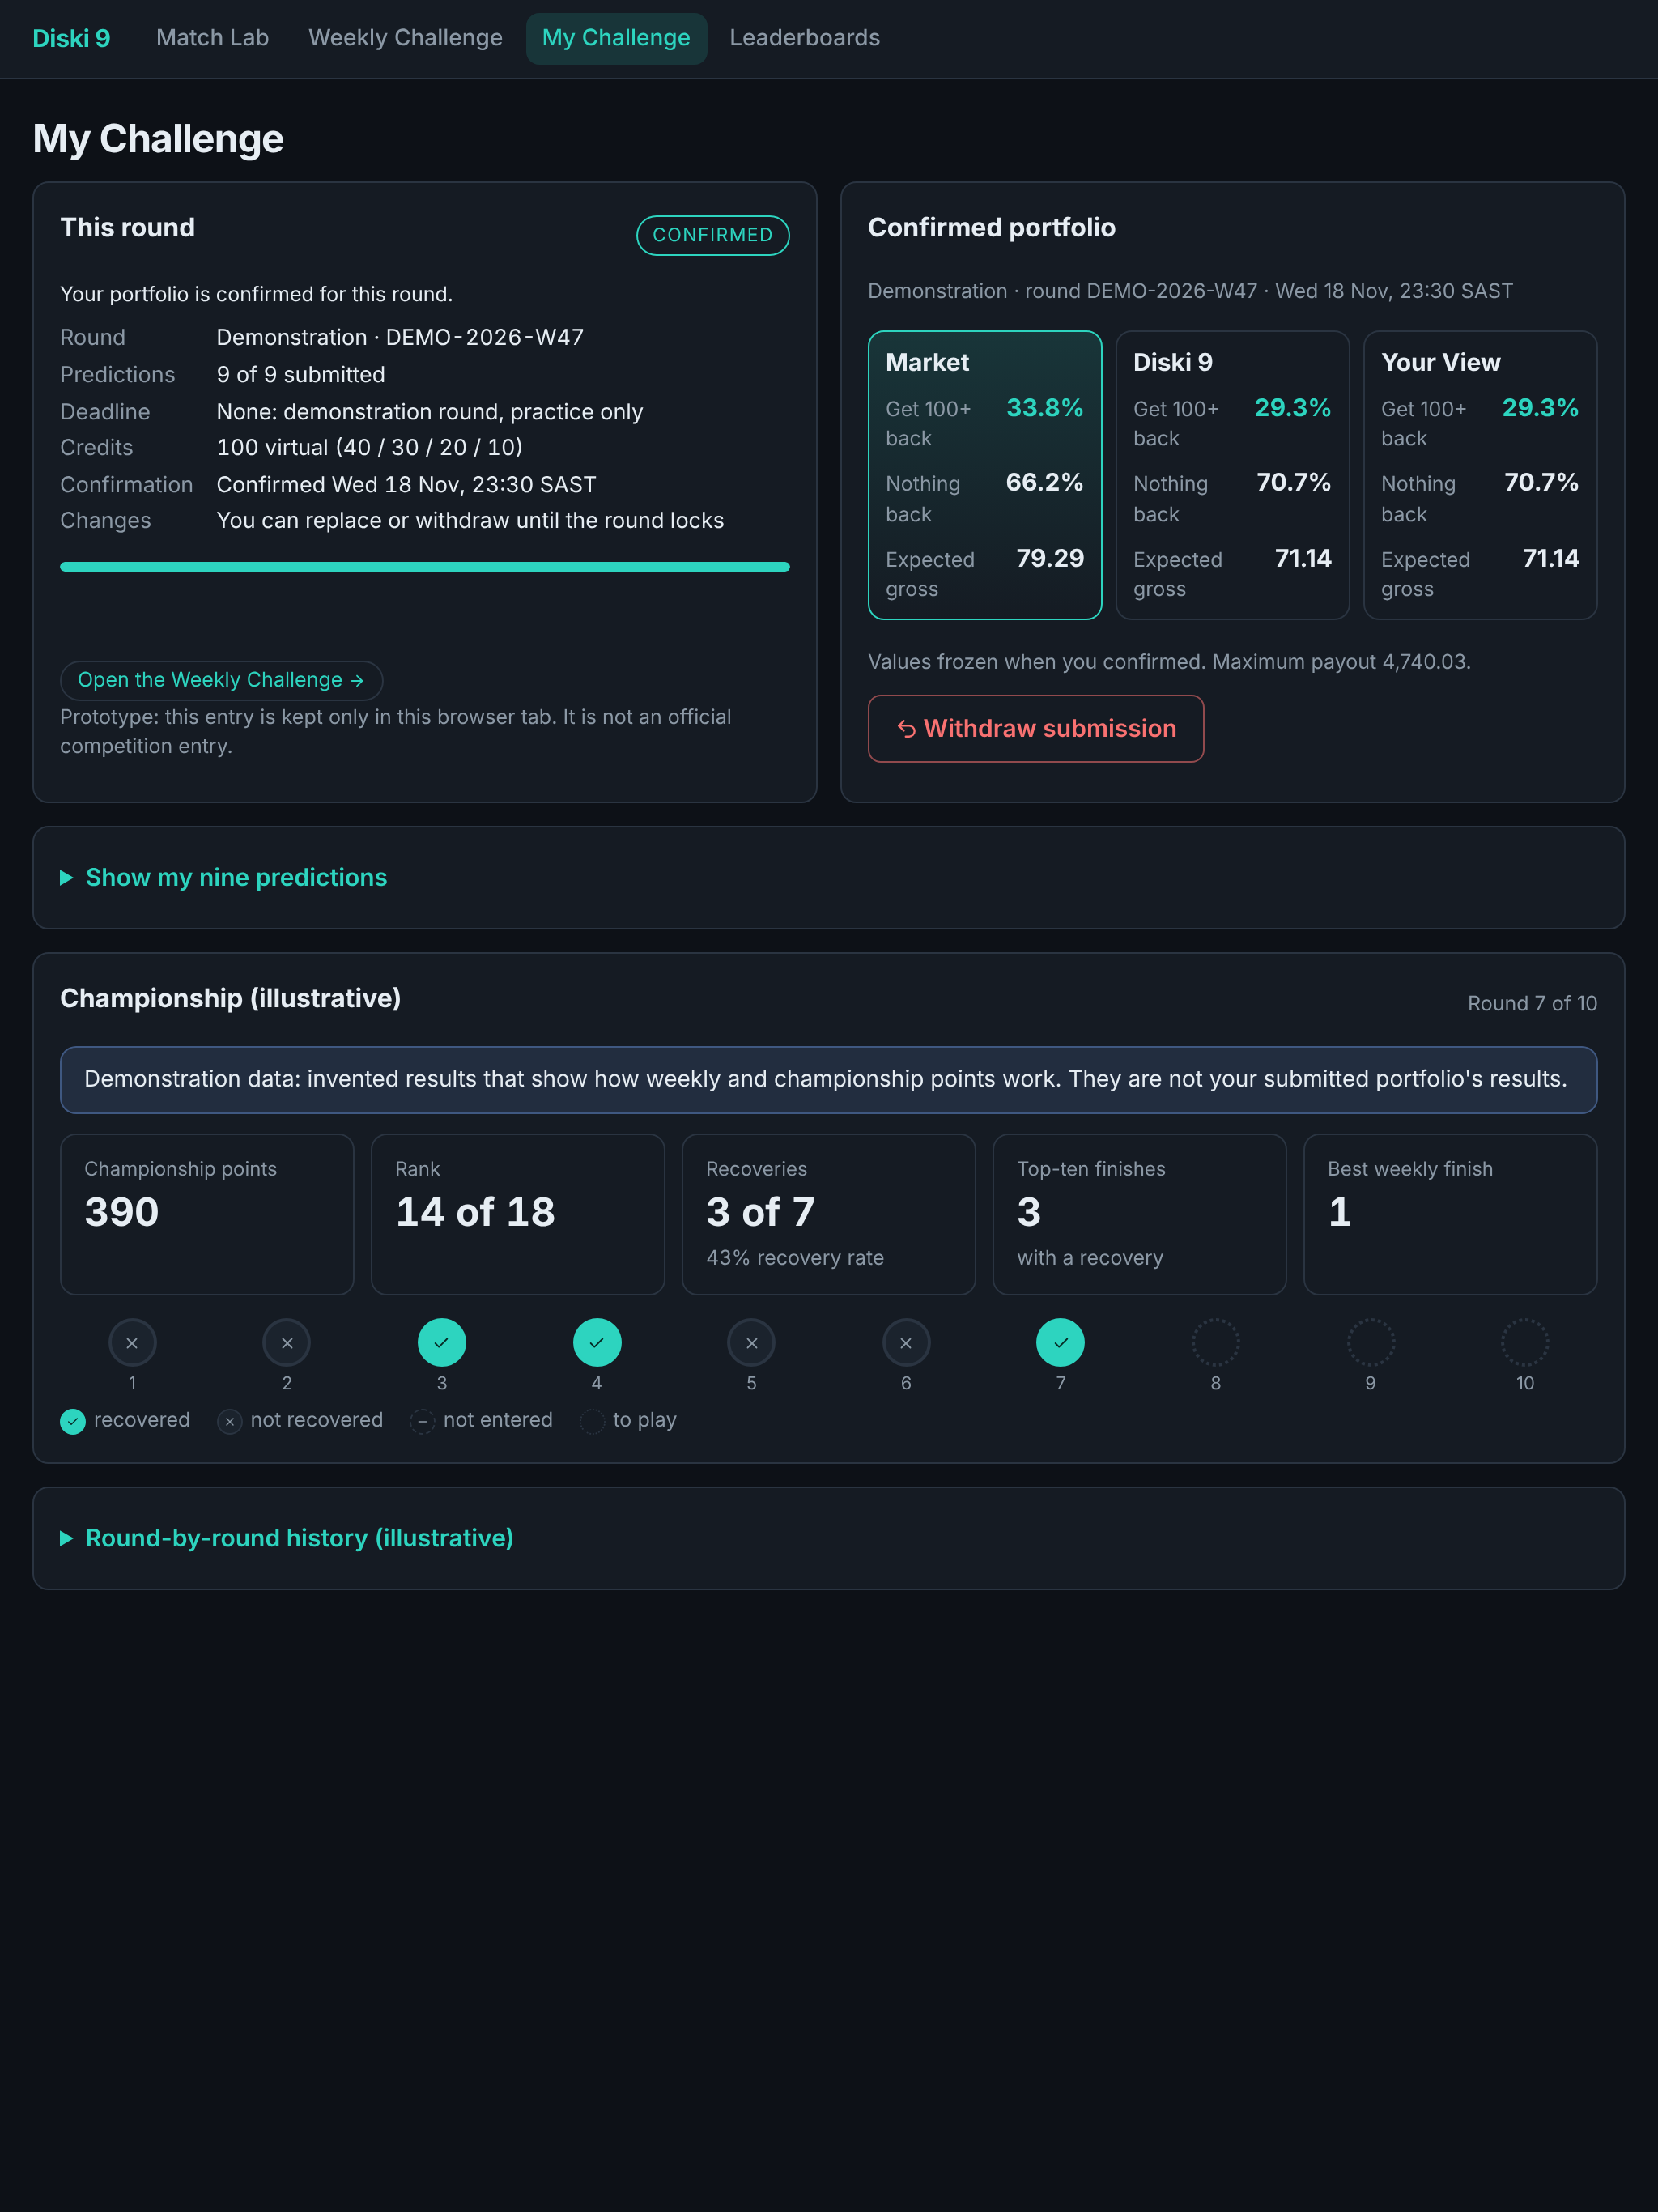 Diski 9 Match Lab Weekly Challenge My Challenge Leaderboards
My Challenge
This round
CONFIRMED
Your portfolio is confirmed for this round.
Round Demonstration · DEMO-2026-W47
Predictions 9 of 9 submitted
Deadline None: demonstration round, practice only
Credits 100 virtual (40 / 30 / 20 / 10)
Confirmation Confirmed Wed 18 Nov, 23:30 SAST
Changes You can replace or withdraw until the round locks
Open the Weekly Challenge →
Prototype: this entry is kept only in this browser tab. It is not an official
competition entry.
Confirmed portfolio
Demonstration · round DEMO-2026-W47 · Wed 18 Nov, 23:30 SAST
Market
Get 100+ 33.8%
back
Nothing 66.2%
back
Expected 79.29
gross
Diski 9
Get 100+ 29.3%
back
Nothing 70.7%
back
Expected 71.14
gross
Your View
Get 100+ 29.3%
back
Nothing 70.7%
back
Expected 71.14
gross
Values frozen when you confirmed. Maximum payout 4,740.03.
Withdraw submission
Show my nine predictions
Championship (illustrative)
Round 7 of 10
Demonstration data: invented results that show how weekly and championship points work. They are not your submitted portfolio's results.
Championship points
390
Rank
14 of 18
Recoveries
3 of 7
43% recovery rate
Top-ten finishes
3
with a recovery
Best weekly finish
1
1 2 3 4 5 6 7 8 9 10
recovered not recovered not entered to play
Round-by-round history (illustrative)